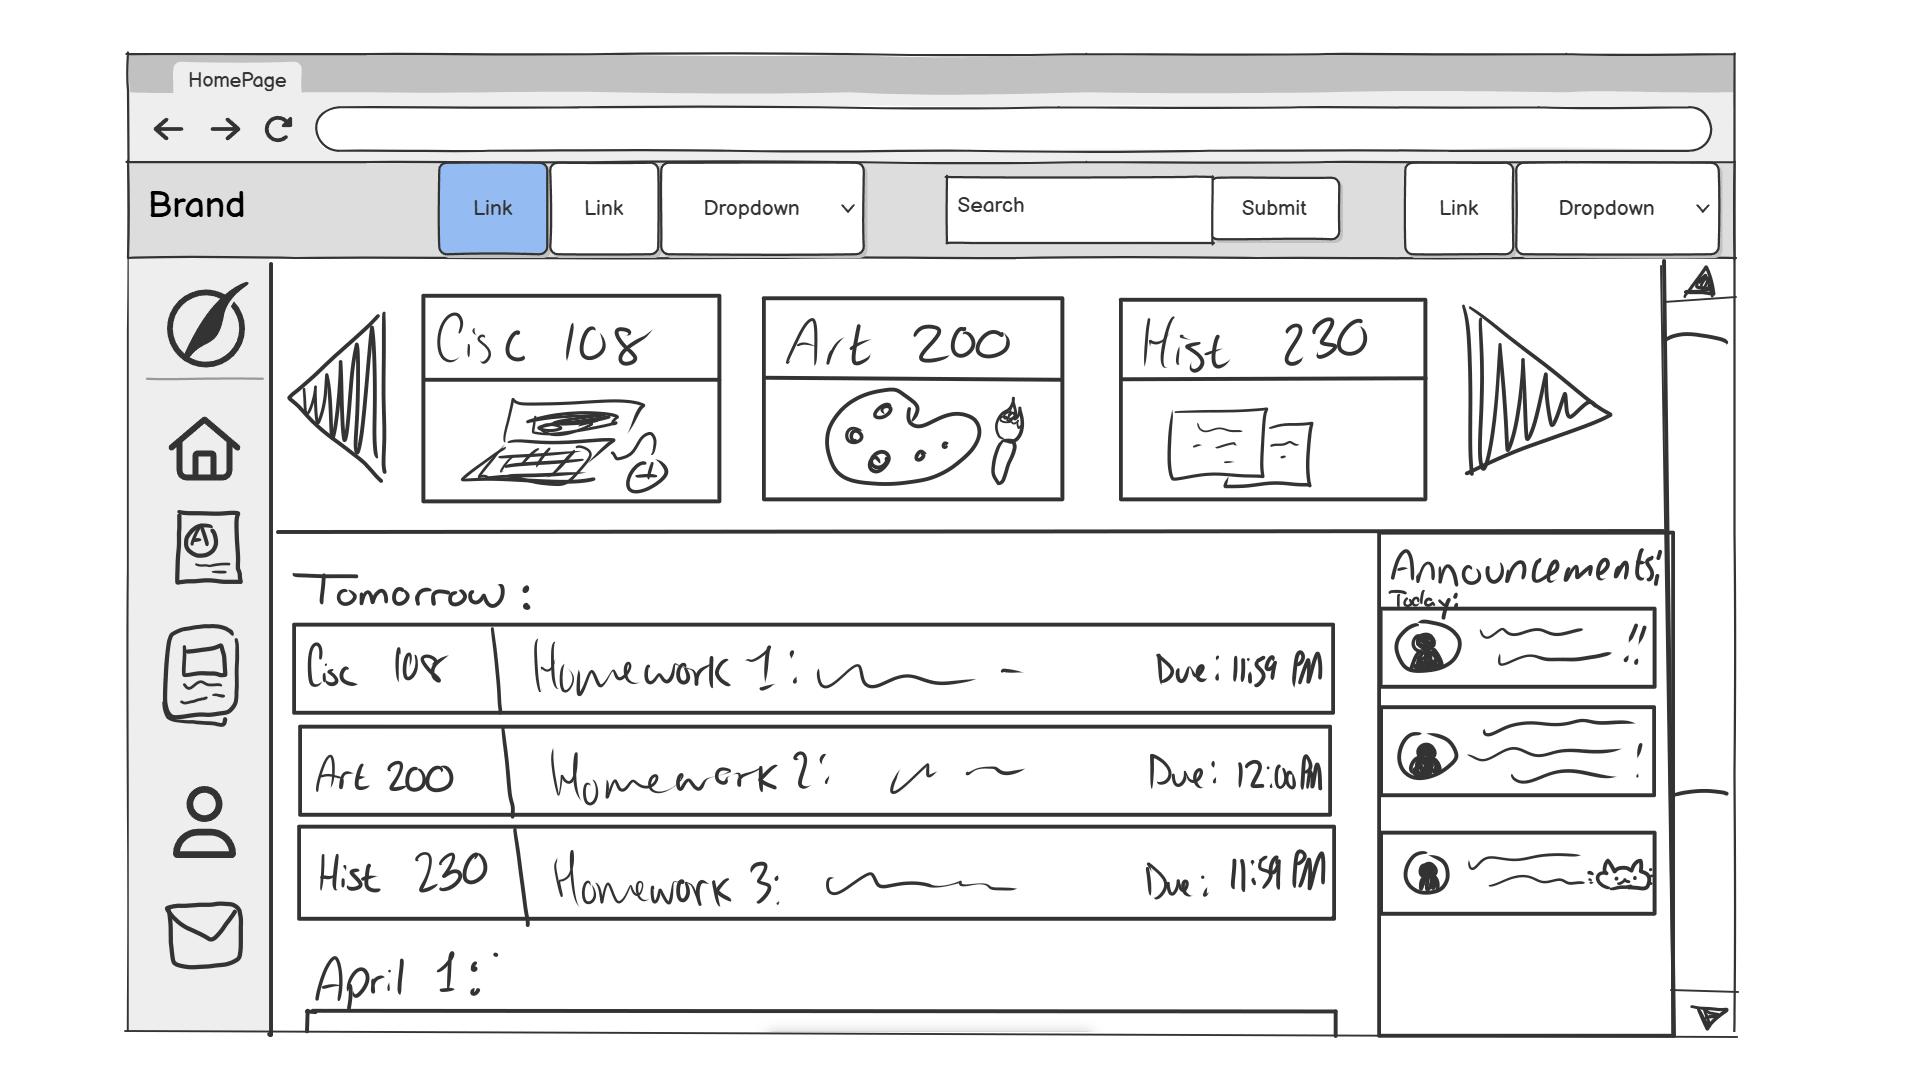 HomePage
Brand Link Link Dropdown Search Submit Link Dropdown
Cisc 108 Art 200 Hist 230
A
Announcements:
Today:
Tomorrow:
Cisc 108 Homework 1: Due: 11:59 PM
!!
Art 200 Homework 2: Due: 12:00 PM
!
Hist 230 Homework 3: Due: 11:59 PM
April 1: